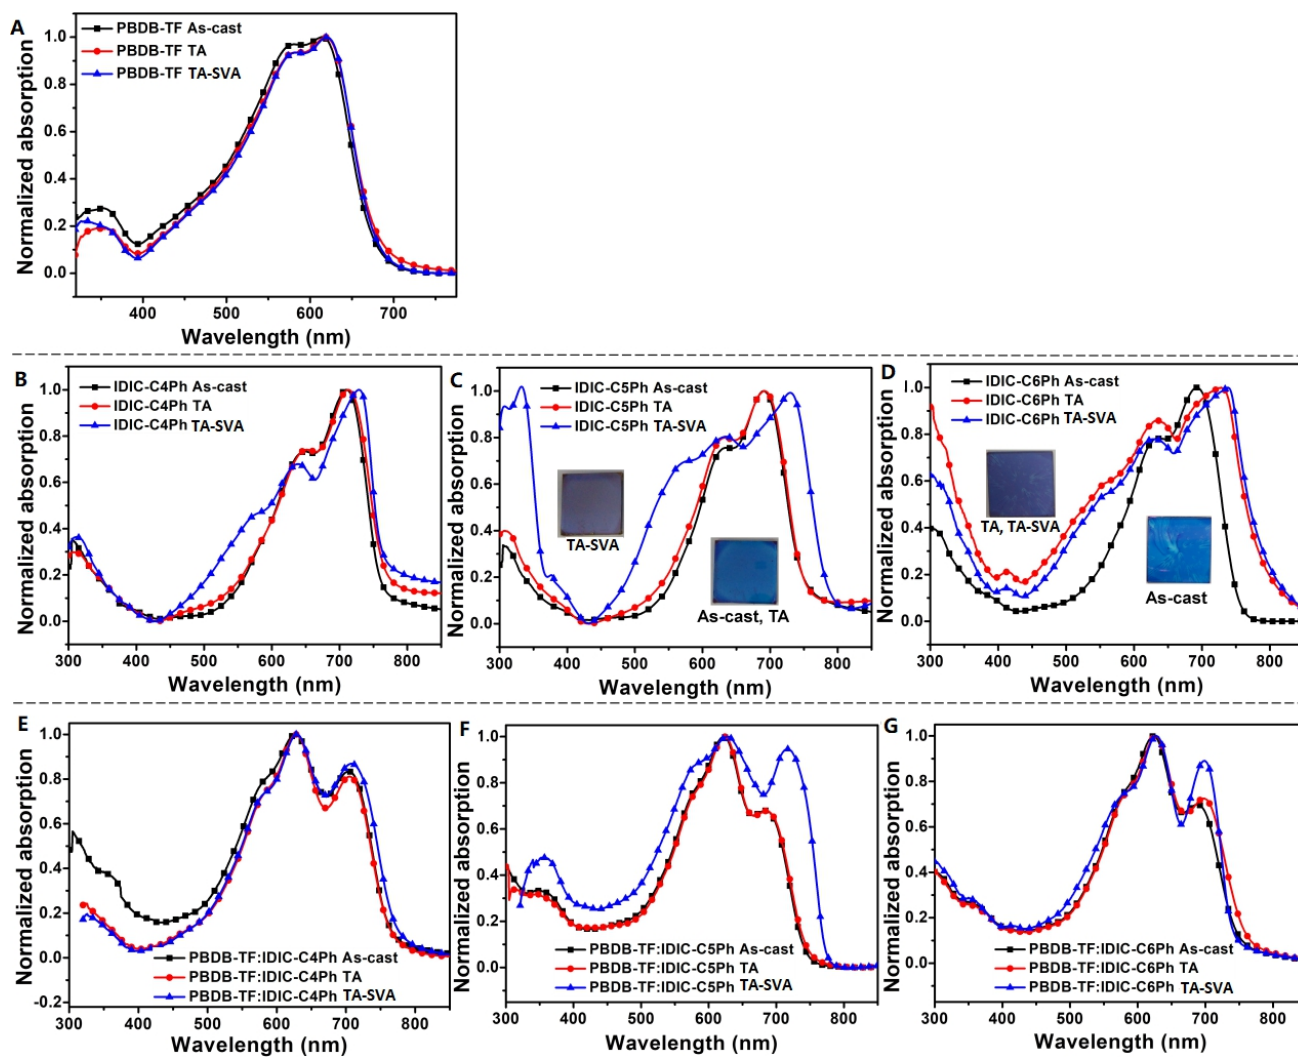 A
PBDB-TF As-cast
PBDB-TF TA
PBDB-TF TA-SVA
Normalized absorption
1.0
0.8
0.6
0.4
0.2
0.0
400 500 600 700
Wavelength (nm)
B
IDIC-C4Ph As-cast
IDIC-C4Ph TA
IDIC-C4Ph TA-SVA
Normalized absorption
1.0
0.8
0.6
0.4
0.2
0.0
300 400 500 600 700 800
Wavelength (nm)
C
IDIC-C5Ph As-cast
IDIC-C5Ph TA
IDIC-C5Ph TA-SVA
TA-SVA
As-cast, TA
Normalized absorption
1.0
0.8
0.6
0.4
0.2
0.0
300 400 500 600 700 800
Wavelength (nm)
D
IDIC-C6Ph As-cast
IDIC-C6Ph TA
IDIC-C6Ph TA-SVA
TA, TA-SVA
As-cast
Normalized absorption
1.0
0.8
0.6
0.4
0.2
0.0
300 400 500 600 700 800
Wavelength (nm)
E
Normalized absorption
1.0
0.8
0.6
0.4
0.2
0.0
-0.2
PBDB-TF:IDIC-C4Ph As-cast
PBDB-TF:IDIC-C4Ph TA
PBDB-TF:IDIC-C4Ph TA-SVA
300 400 500 600 700 800
Wavelength (nm)
F
Normalized absorption
1.0
0.8
0.6
0.4
0.2
0.0
PBDB-TF:IDIC-C5Ph As-cast
PBDB-TF:IDIC-C5Ph TA
PBDB-TF:IDIC-C5Ph TA-SVA
300 400 500 600 700 800
Wavelength (nm)
G
Normalized absorption
1.0
0.8
0.6
0.4
0.2
0.0
PBDB-TF:IDIC-C6Ph As-cast
PBDB-TF:IDIC-C6Ph TA
PBDB-TF:IDIC-C6Ph TA-SVA
300 400 500 600 700 800
Wavelength (nm)